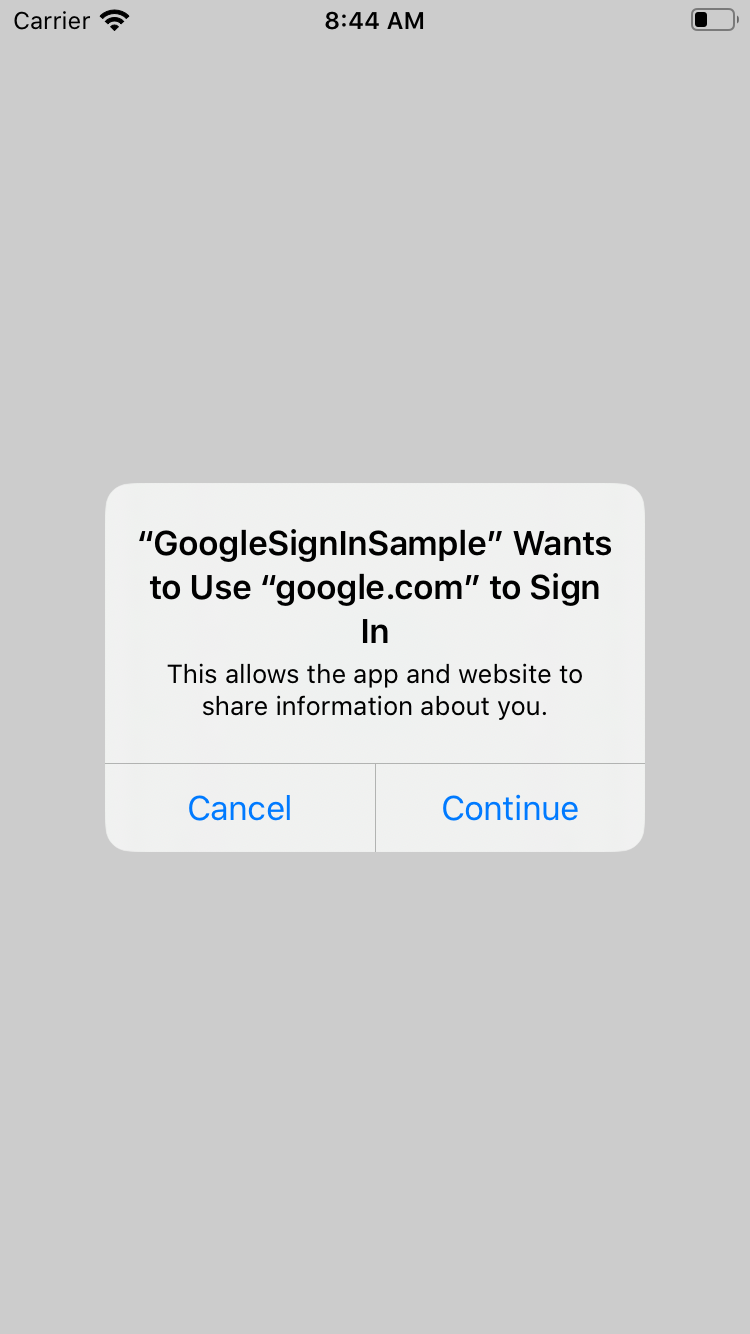 Carrier 8:44 AM
“GoogleSignInSample” Wants
to Use “google.com” to Sign
In
This allows the app and website to
share information about you.
Cancel Continue